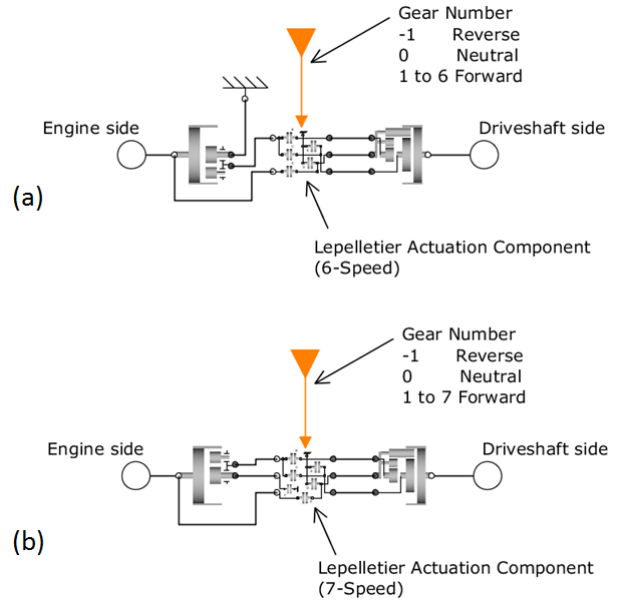 Gear Number
-1 Reverse
0 Neutral
1 to 6 Forward
Engine side
Driveshaft side
(a)
Lepelletier Actuation Component
(6-Speed)
Gear Number
-1 Reverse
0 Neutral
1 to 7 Forward
Engine side
Driveshaft side
(b)
Lepelletier Actuation Component
(7-Speed)